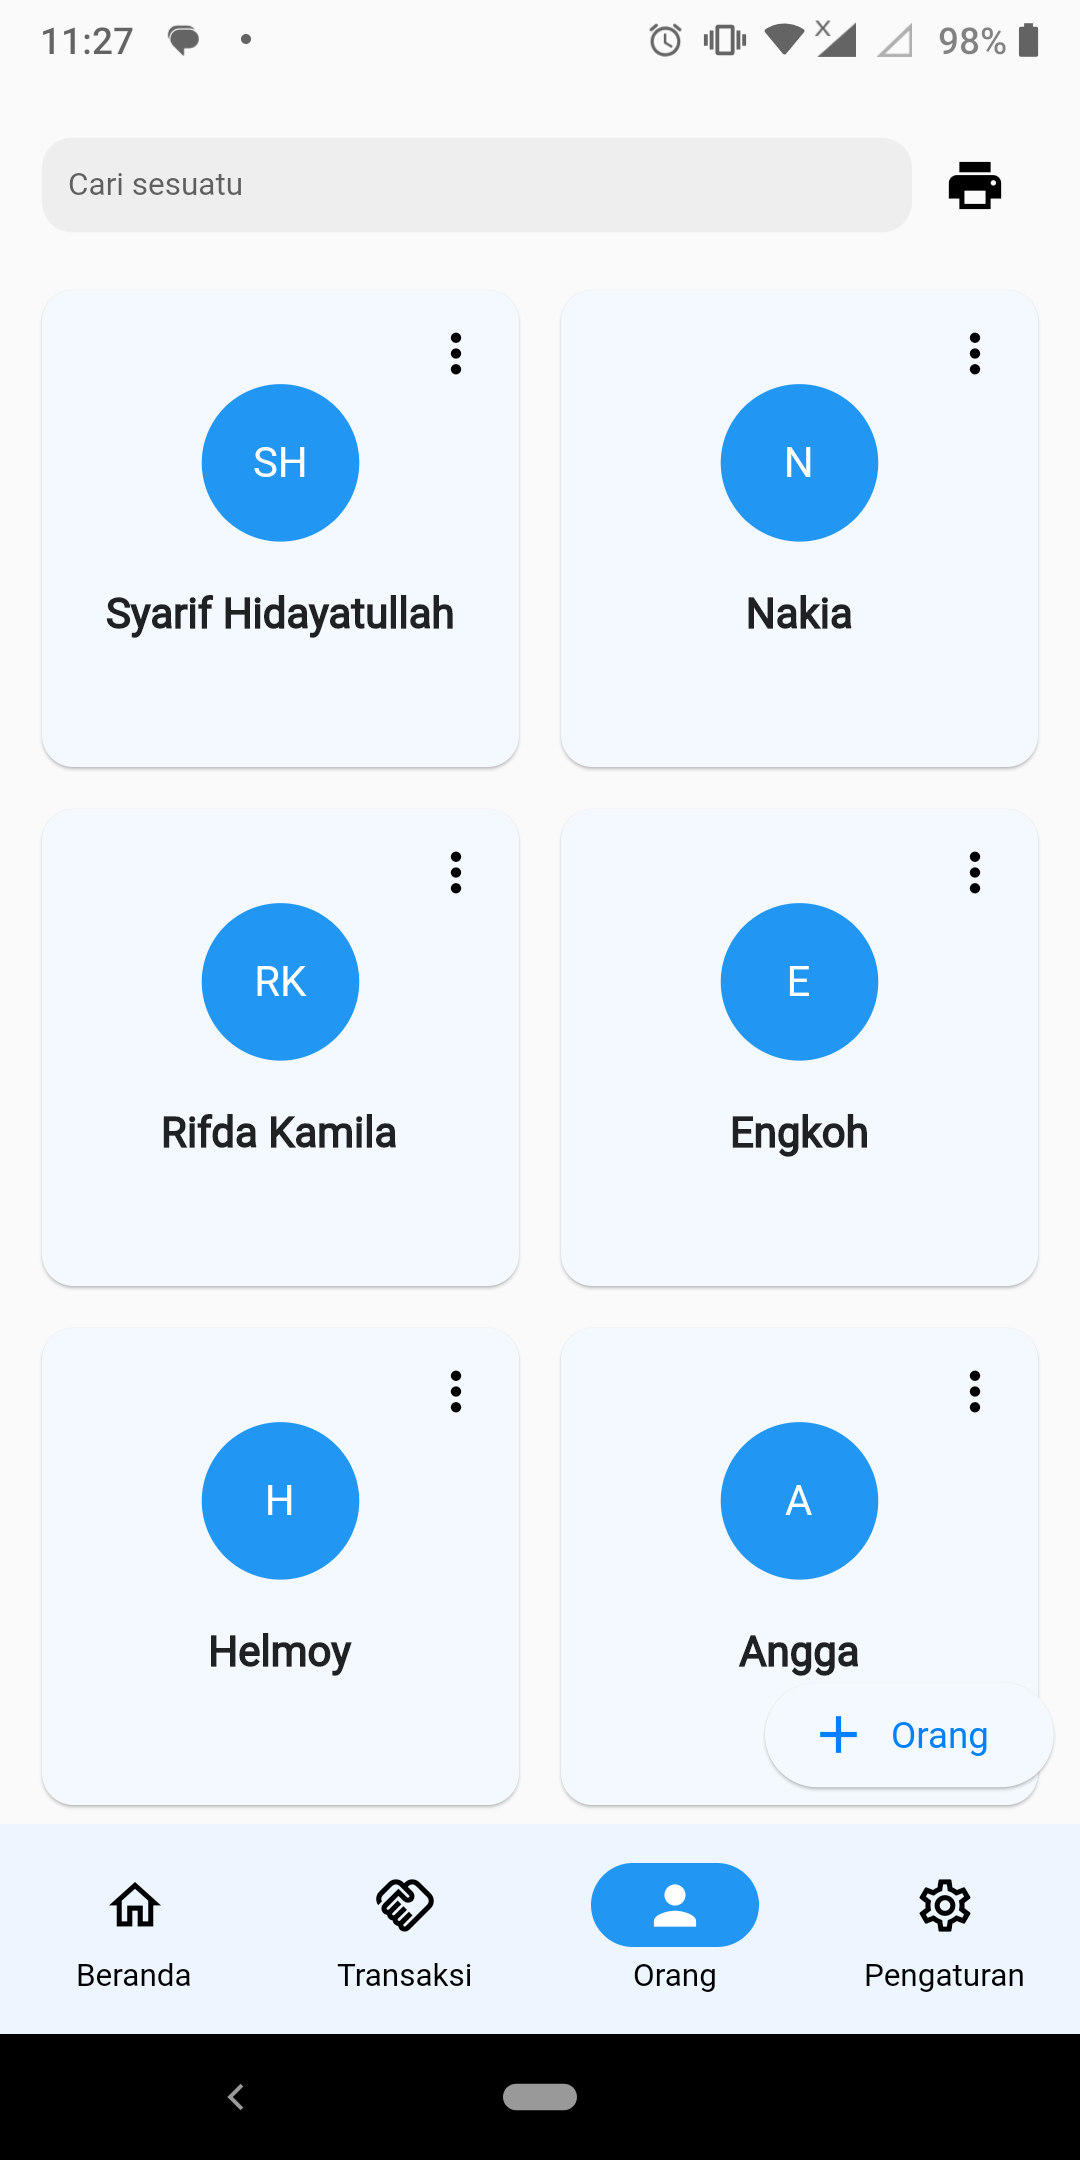 11:27
98%
Cari sesuatu
SH
N
Syarif Hidayatullah
Nakia
RK
E
Rifda Kamila
Engkoh
H
A
Helmoy
Angga
Orang
Beranda
Transaksi
Orang
Pengaturan